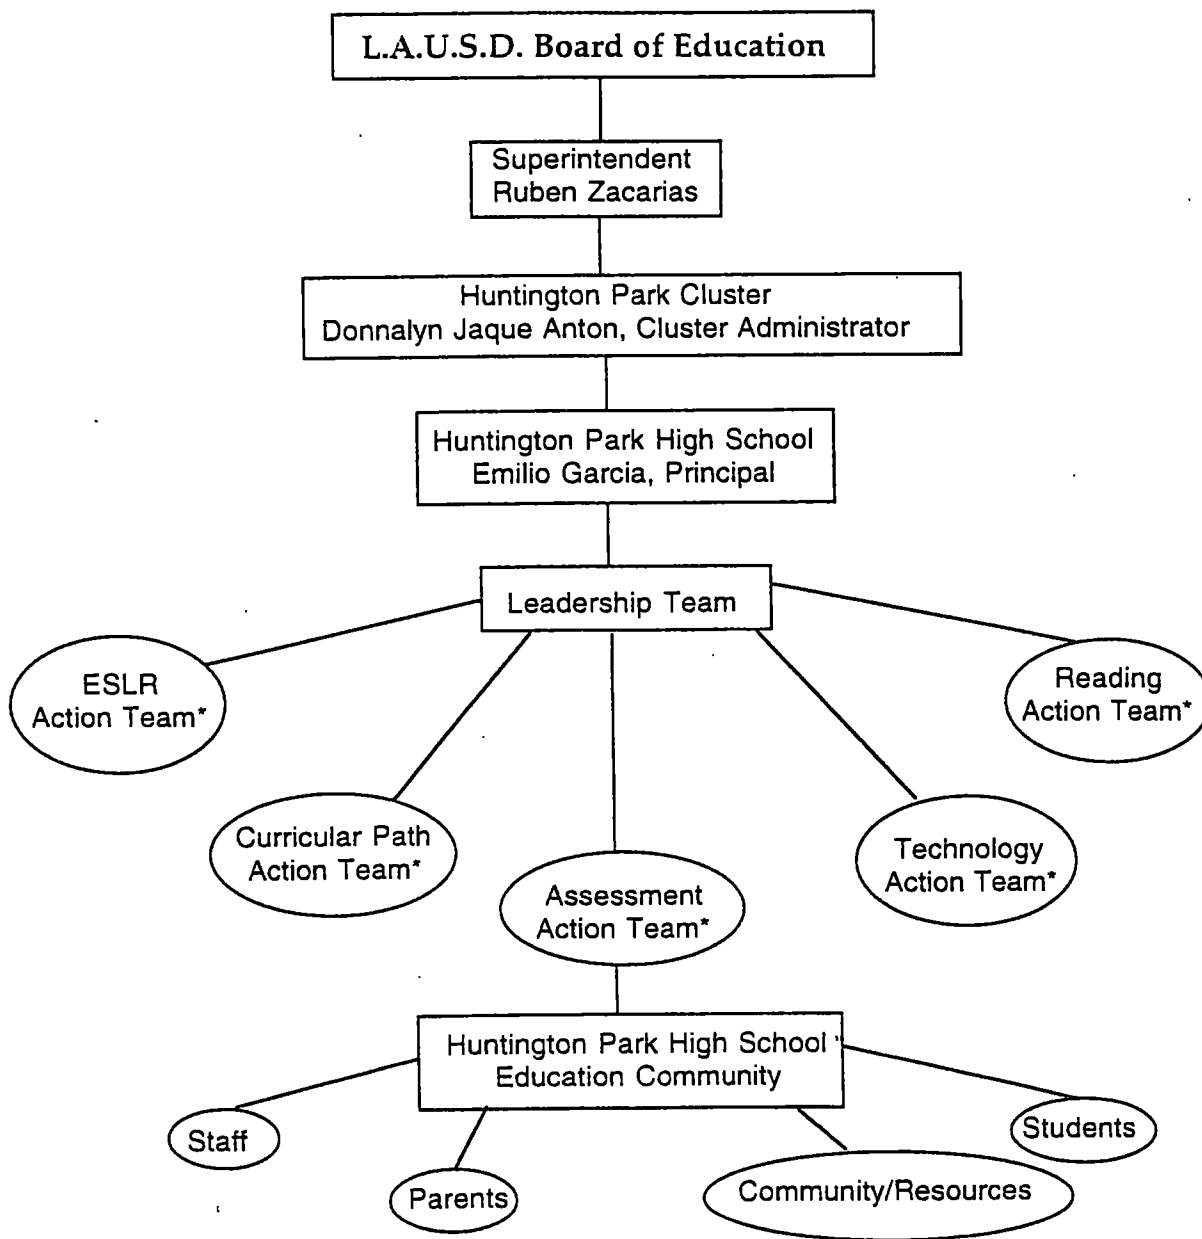 L.A.U.S.D. Board of Education
Superintendent
Ruben Zacarias
Huntington Park Cluster
Donnalyn Jaque Anton, Cluster Administrator
Huntington Park High School
Emilio Garcia, Principal
Leadership Team
ESLR
Action Team*
Reading
Action Team*
Curricular Path
Action Team*
Technology
Action Team*
Assessment
Action Team*
Huntington Park High School
Education Community
Staff
Parents
Community/Resources
Students